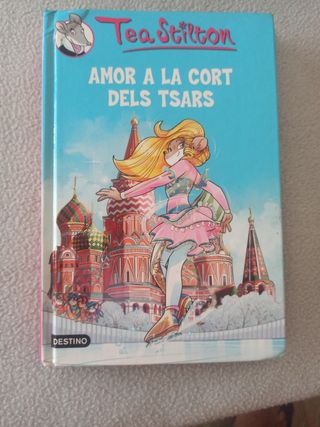 Tea Stilton
AMOR A LA CORT
DELS TSARS
DESTINO